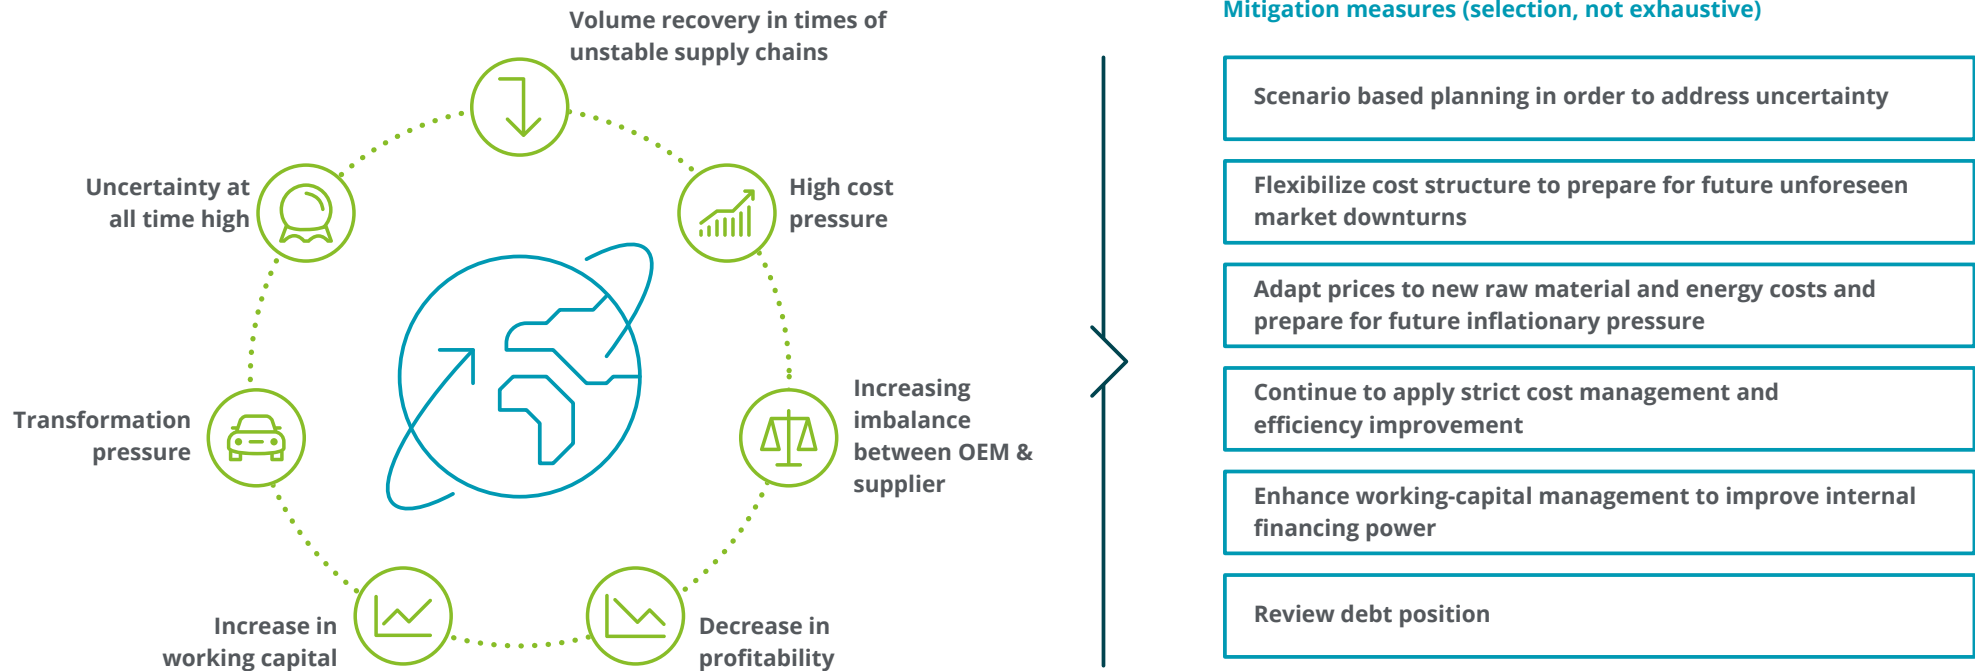 Volume recovery in times of
unstable supply chains
Uncertainty at
all time high
High cost
pressure
Transformation
pressure
Increasing
imbalance
between OEM &
supplier
Increase in
working capital
Decrease in
profitability
Mitigation measures (selection, not exhaustive)
Scenario based planning in order to address uncertainty
Flexibilize cost structure to prepare for future unforeseen
market downturns
Adapt prices to new raw material and energy costs and
prepare for future inflationary pressure
Continue to apply strict cost management and
efficiency improvement
Enhance working-capital management to improve internal
financing power
Review debt position